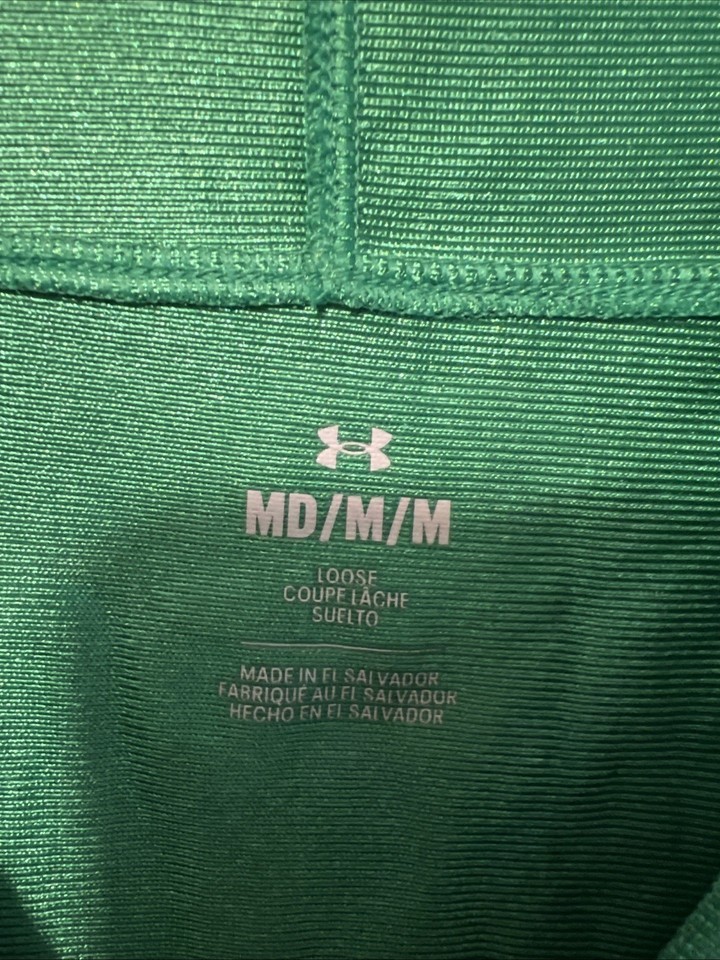 MD/M/M
LOOSE
COUPE LÂCHE
SUELTO
MADE IN EL SALVADOR
FABRIQUÉ AU EL SALVADOR
HECHO EN EL SALVADOR